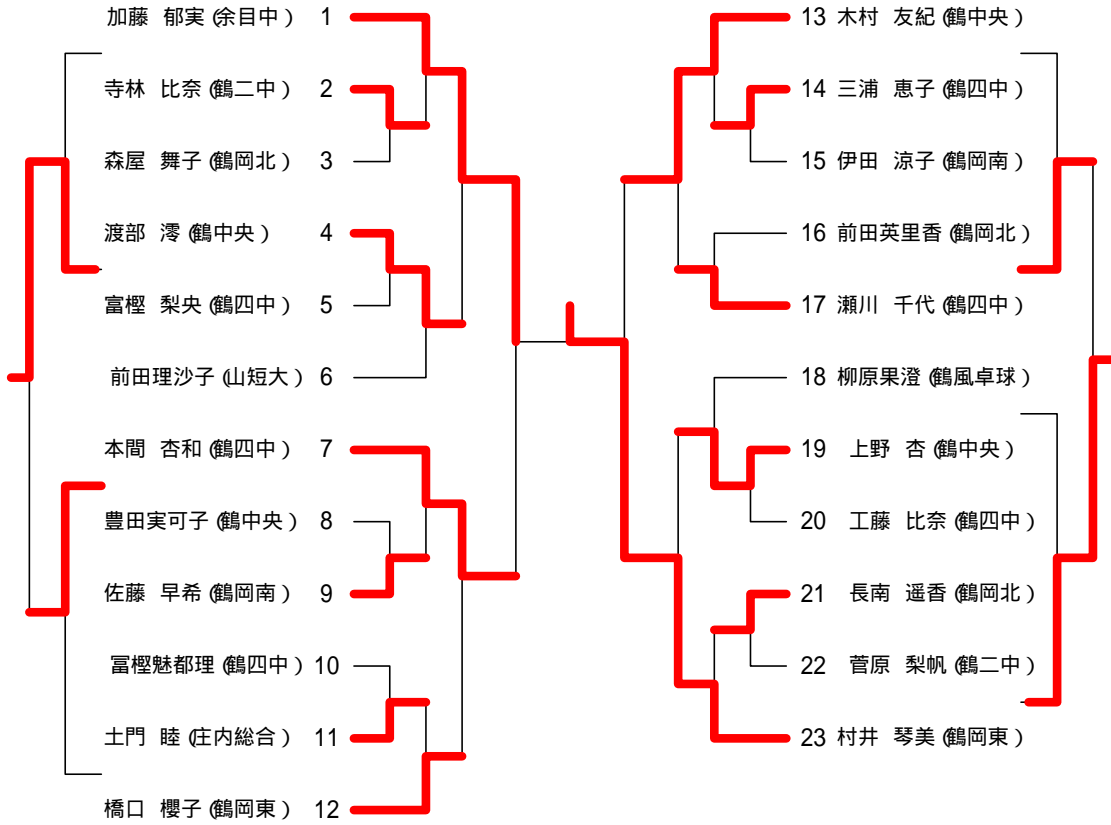 加藤 郁実 (余目中) 1
寺林 比奈 (鶴二中) 2
森屋 舞子 (鶴岡北) 3
渡部 澪 (鶴中央) 4
富樫 梨央 (鶴四中) 5
前田理沙子 (山短大) 6
本間 杏和 (鶴四中) 7
豊田実可子 (鶴中央) 8
佐藤 早希 (鶴岡南) 9
冨樫魅都理 (鶴四中) 10
土門 睦 (庄内総合) 11
橋口 櫻子 (鶴岡東) 12
13 木村 友紀 (鶴中央)
14 三浦 恵子 (鶴四中)
15 伊田 涼子 (鶴岡南)
16 前田英里香 (鶴岡北)
17 瀬川 千代 (鶴四中)
18 柳原果澄 (鶴風卓球)
19 上野 杏 (鶴中央)
20 工藤 比奈 (鶴四中)
21 長南 遥香 (鶴岡北)
22 菅原 梨帆 (鶴二中)
23 村井 琴美 (鶴岡東)